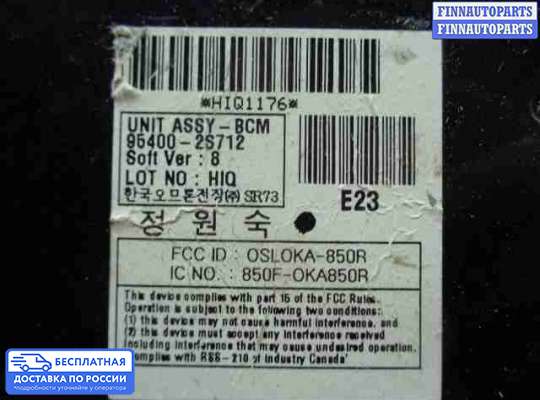 FINNAUTOPARTS
FINNAUTOPARTS
*HIQ1176*
UNIT ASSY-BCM
95400-2S712
Soft Ver : 8
LOT NO : HIQ
한국오므론전장㈜ SR73
E23
정원숙
FCC ID : OSLOKA-850R
IC NO. : 850F-OKA850R
This device complies with part 15 of the FCC Rules.
Operation is subject to the following two conditions:
(1) this device may not cause harmful interference, and
(2) this device must accept any interference received
including interference that may cause undesired operation.
complies with RSS-210 of Industry Canada"
БЕСПЛАТНАЯ
ДОСТАВКА ПО РОССИИ
*подробности уточняйте у оператора